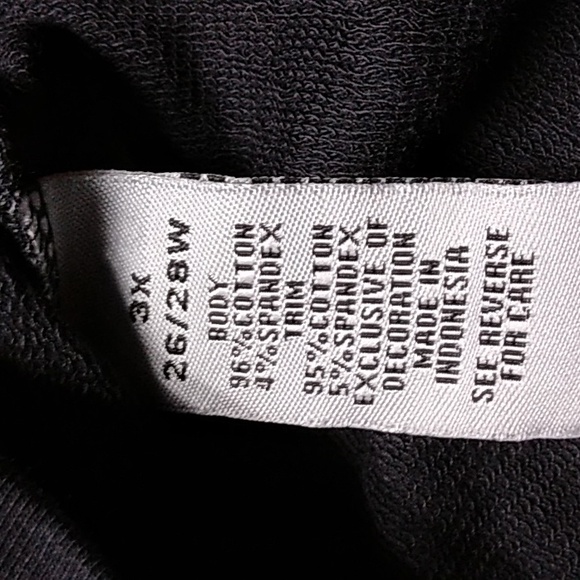 3X
26/28W
BODY
96%COTTON
4%SPANDEX
TRIM
95%COTTON
5%SPANDEX
EXCLUSIVE OF
DECORATION
MADE IN
INDONESIA
SEE REVERSE
FOR CARE